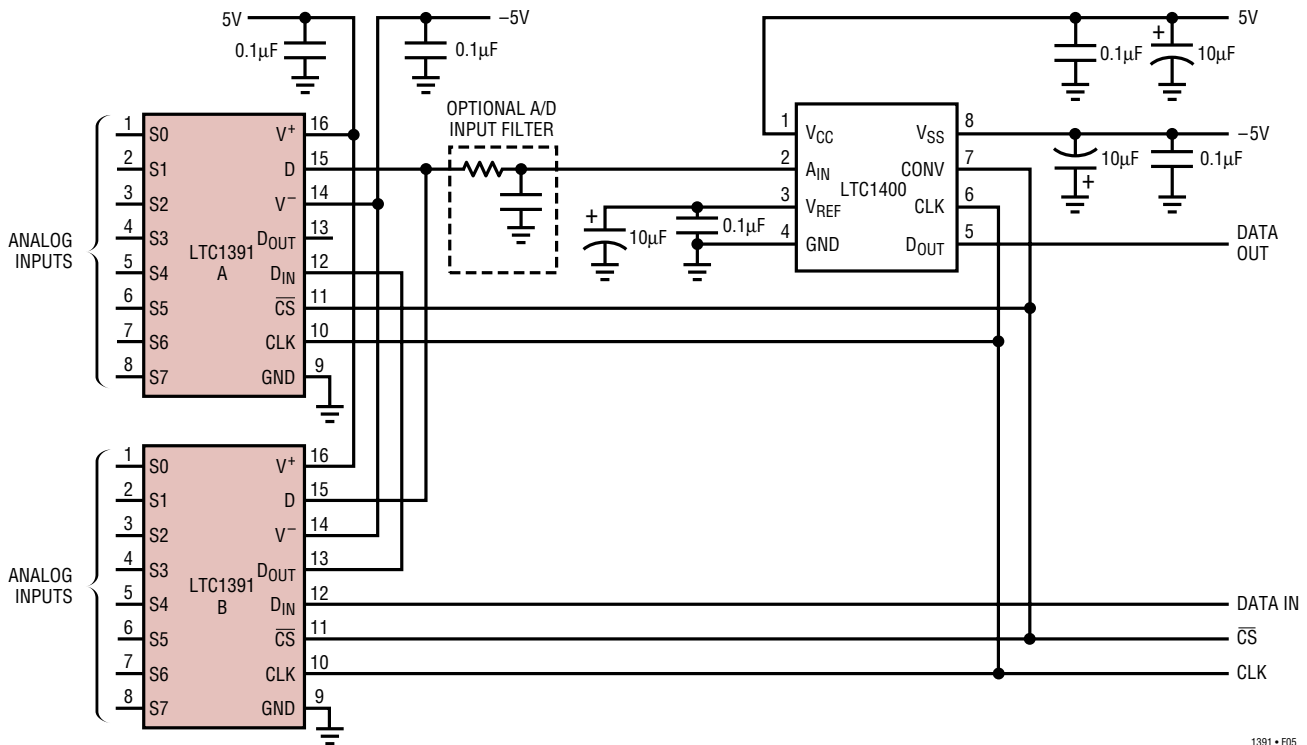 5V
0.1µF
–5V
0.1µF
5V
0.1µF
+
10µF
ANALOG
INPUTS
1 S0
2 S1
3 S2
4 S3
5 S4
6 S5
7 S6
8 S7
LTC1391
A
V+ 16
D 15
V– 14
DOUT 13
DIN 12
CS 11
CLK 10
GND 9
OPTIONAL A/D
INPUT FILTER
+
10µF
0.1µF
1 VCC
2 AIN
3 VREF
4 GND
LTC1400
VSS 8
CONV 7
CLK 6
DOUT 5
–5V
10µF
+
0.1µF
DATA
OUT
ANALOG
INPUTS
1 S0
2 S1
3 S2
4 S3
5 S4
6 S5
7 S6
8 S7
LTC1391
B
V+ 16
D 15
V– 14
DOUT 13
DIN 12
CS 11
CLK 10
GND 9
DATA IN
CS
CLK
1391 • F05